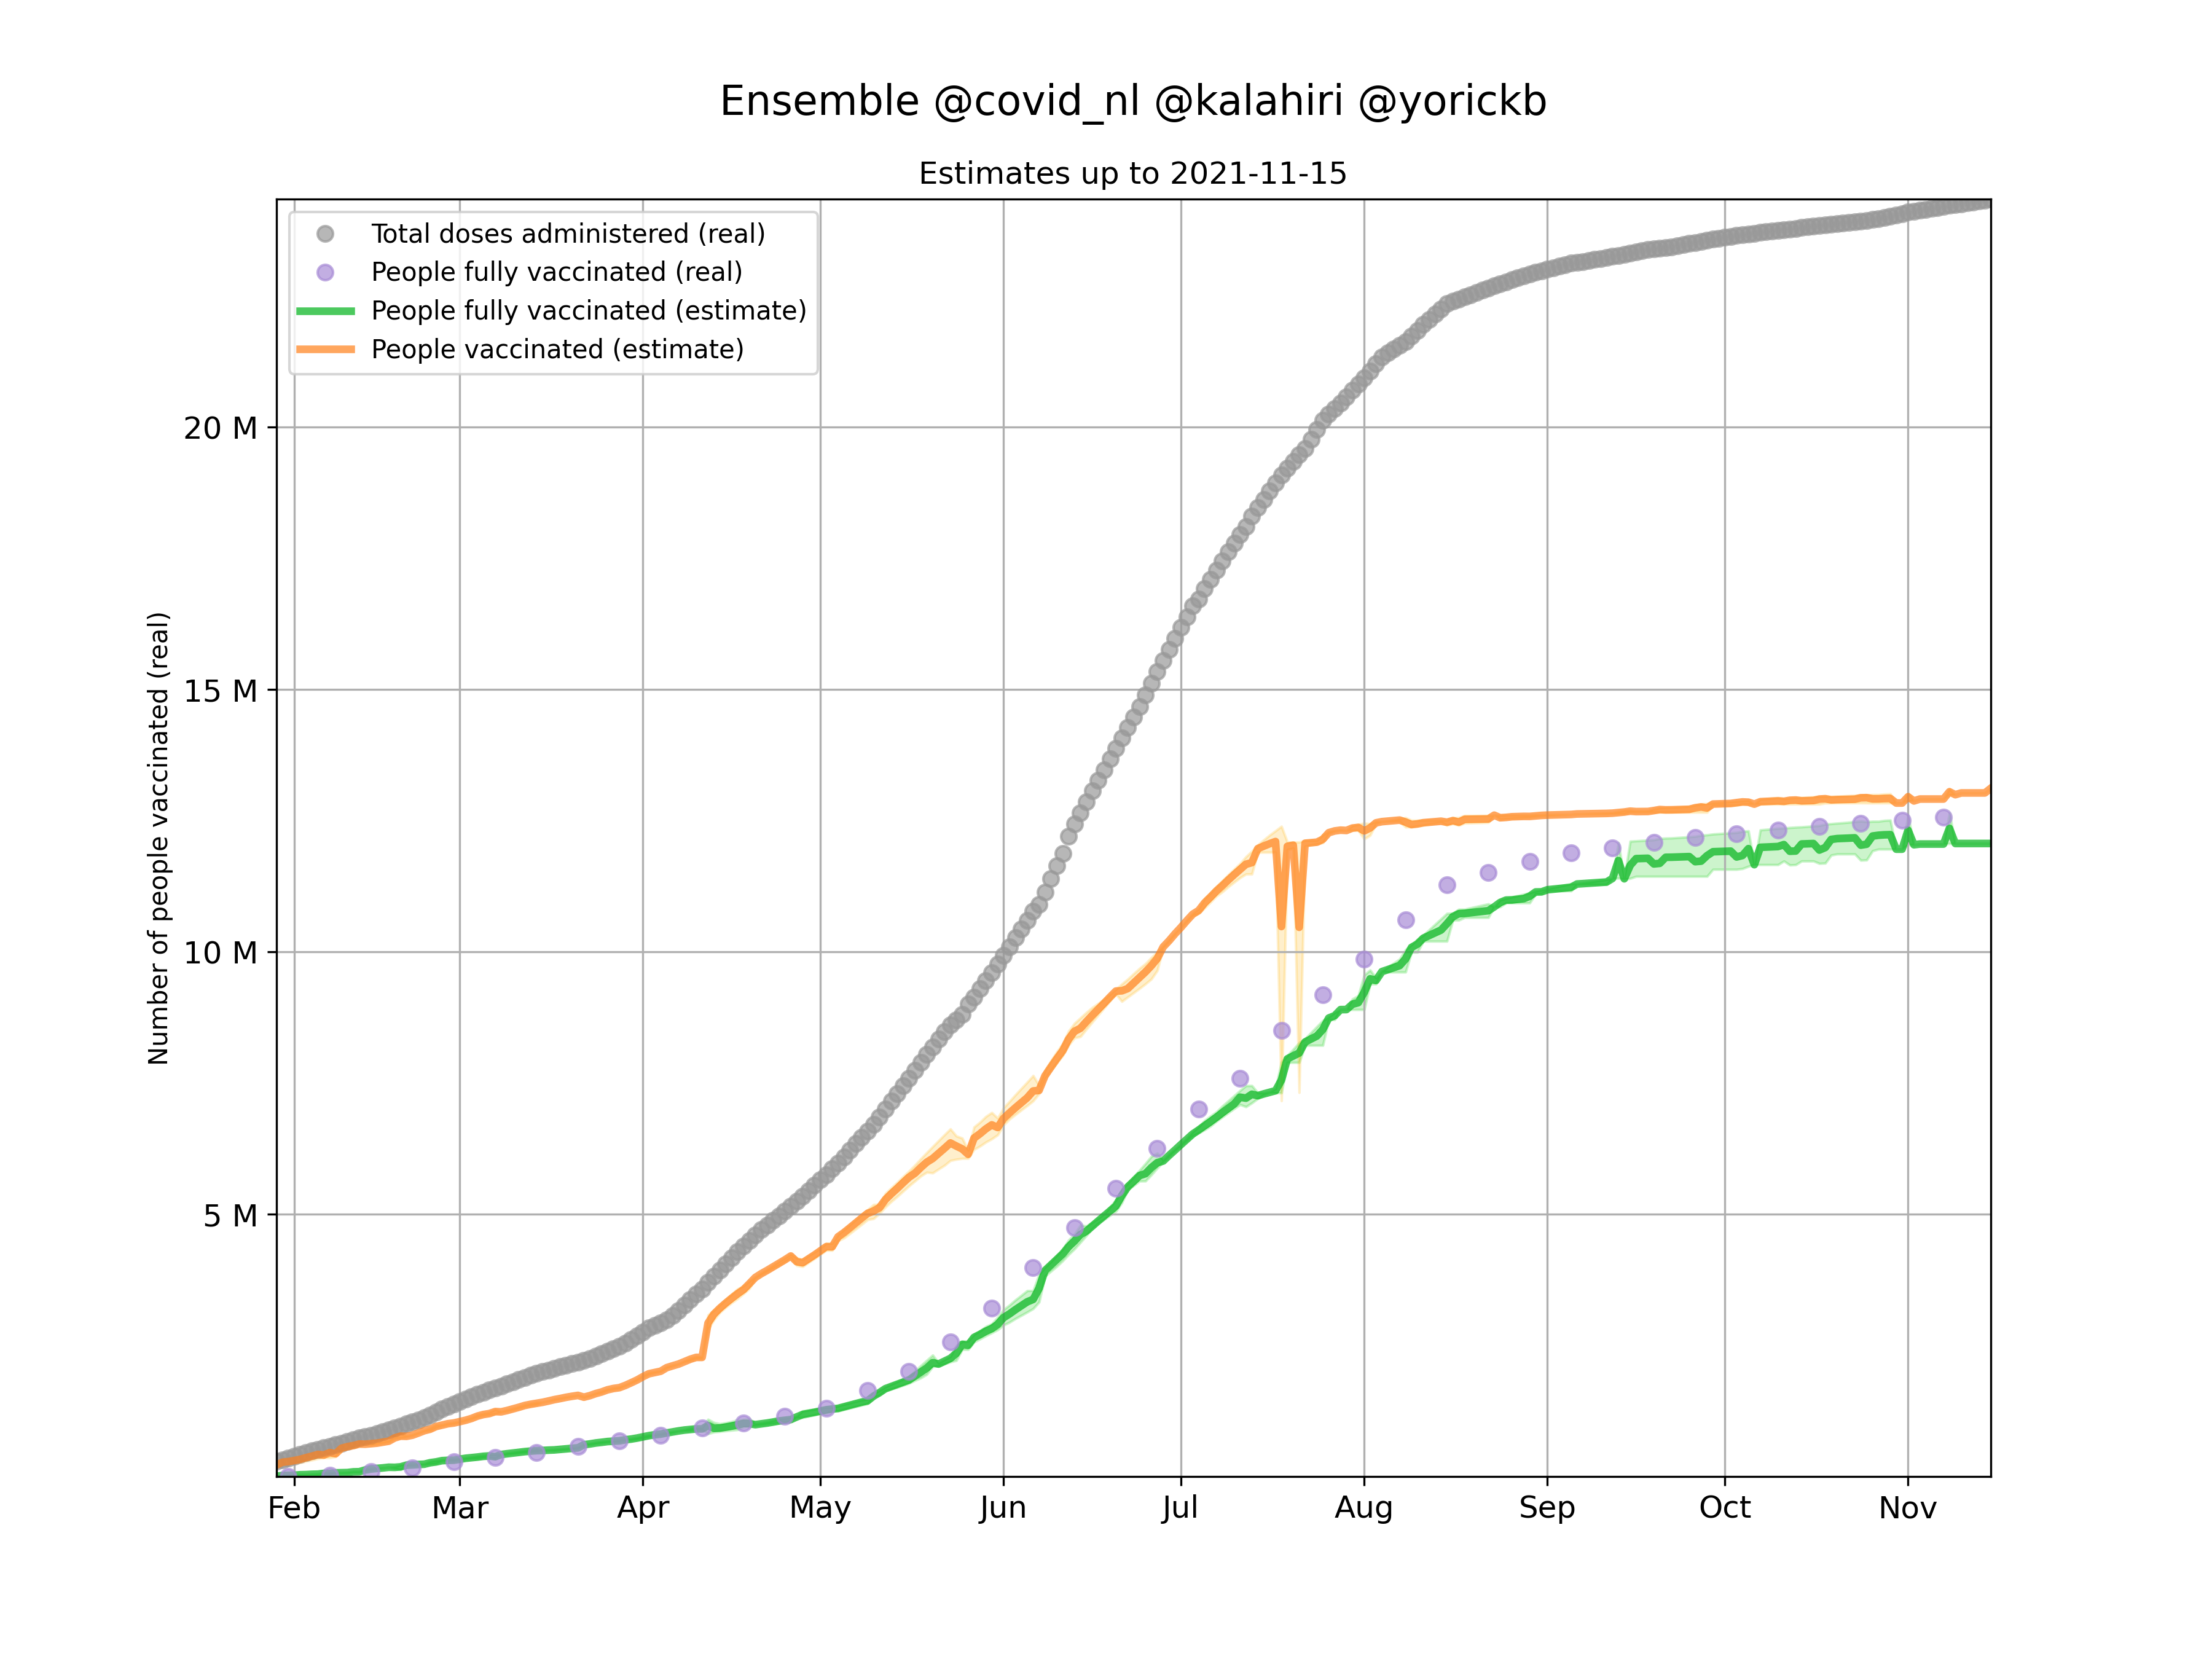 Ensemble @covid_nl @kalahiri @yorickb
Estimates up to 2021-11-15
Total doses administered (real)
People fully vaccinated (real)
People fully vaccinated (estimate)
People vaccinated (estimate)
Number of people vaccinated (real)
20 M
15 M
10 M
5 M
Feb Mar Apr May Jun Jul Aug Sep Oct Nov